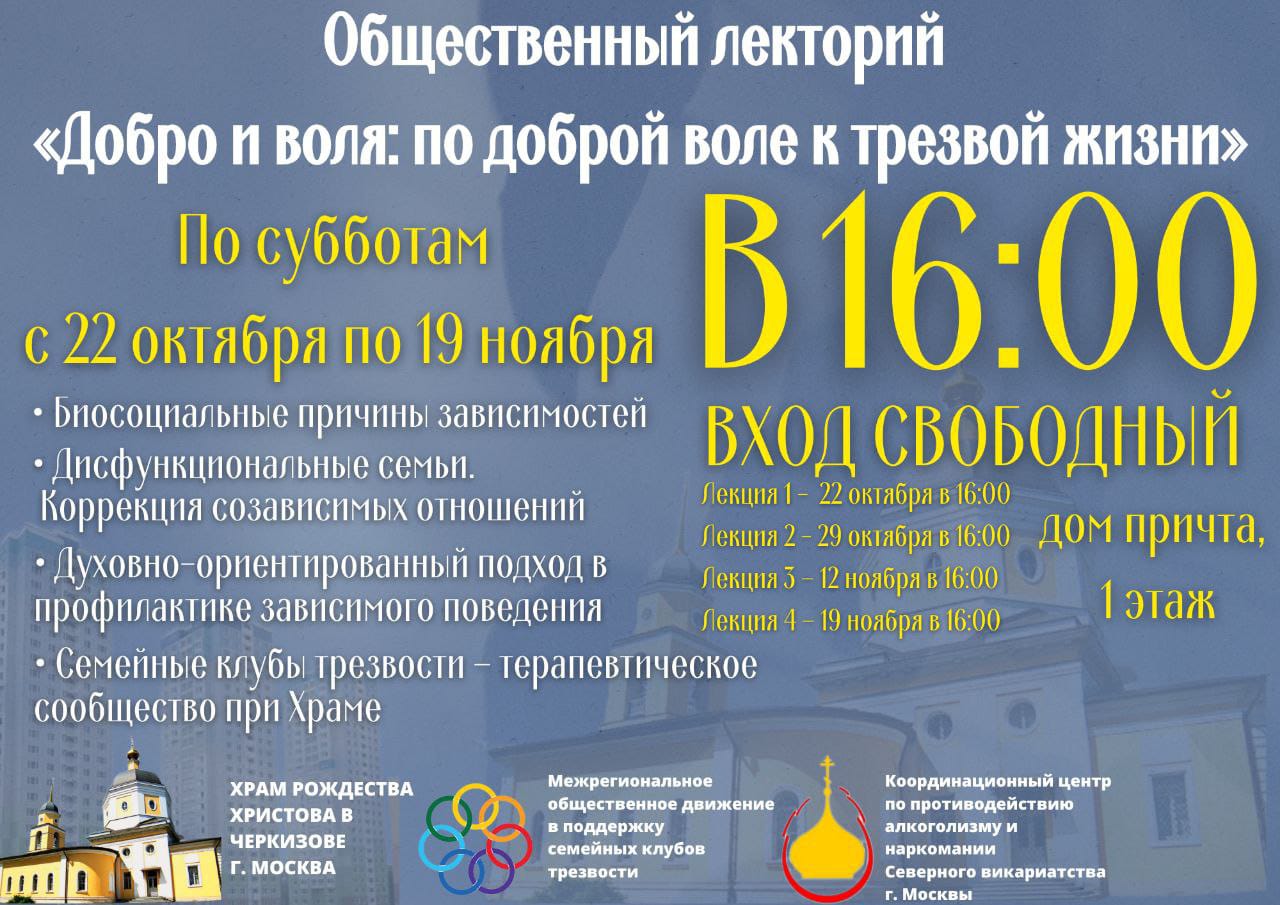 Общественный лекторий
«Добро и воля: по доброй воле к трезвой жизни»
По субботам
с 22 октября по 19 ноября
В 16:00
ВХОД СВОБОДНЫЙ
• Биосоциальные причины зависимостей
• Дисфункциональные семьи.
Коррекция созависимых отношений
• Духовно-ориентированный подход в
профилактике зависимого поведения
• Семейные клубы трезвости – терапевтическое
сообщество при Храме
Лекция 1 – 22 октября в 16:00
Лекция 2 – 29 октября в 16:00
Лекция 3 – 12 ноября в 16:00
Лекция 4 – 19 ноября в 16:00
дом причта,
1 этаж
ХРАМ РОЖДЕСТВА
ХРИСТОВА В
ЧЕРКИЗОВЕ
Г. МОСКВА
Межрегиональное
общественное движение
в поддержку
семейных клубов
трезвости
Координационный центр
по противодействию
алкоголизму и
наркомании
Северного викариатства
г. Москвы